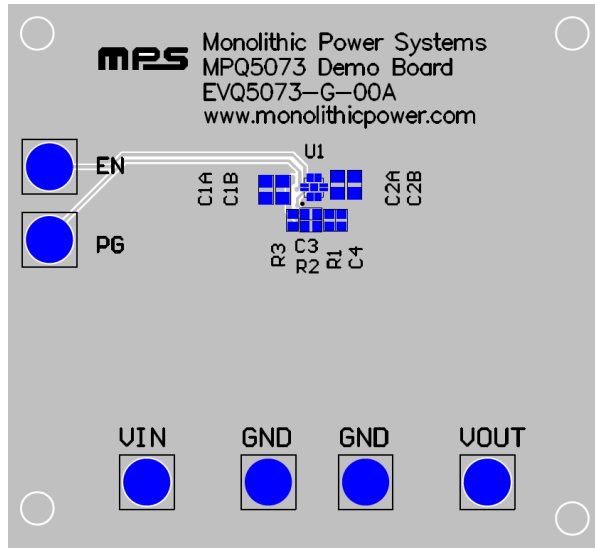 mPS
Monolithic Power Systems
MPQ5073 Demo Board
EVQ5073-G-00A
www.monolithicpower.com
U1
EN
C1A
C1B
C2A
C2B
PG
R3
C3
R2
R1
C4
VIN
GND
GND
VOUT